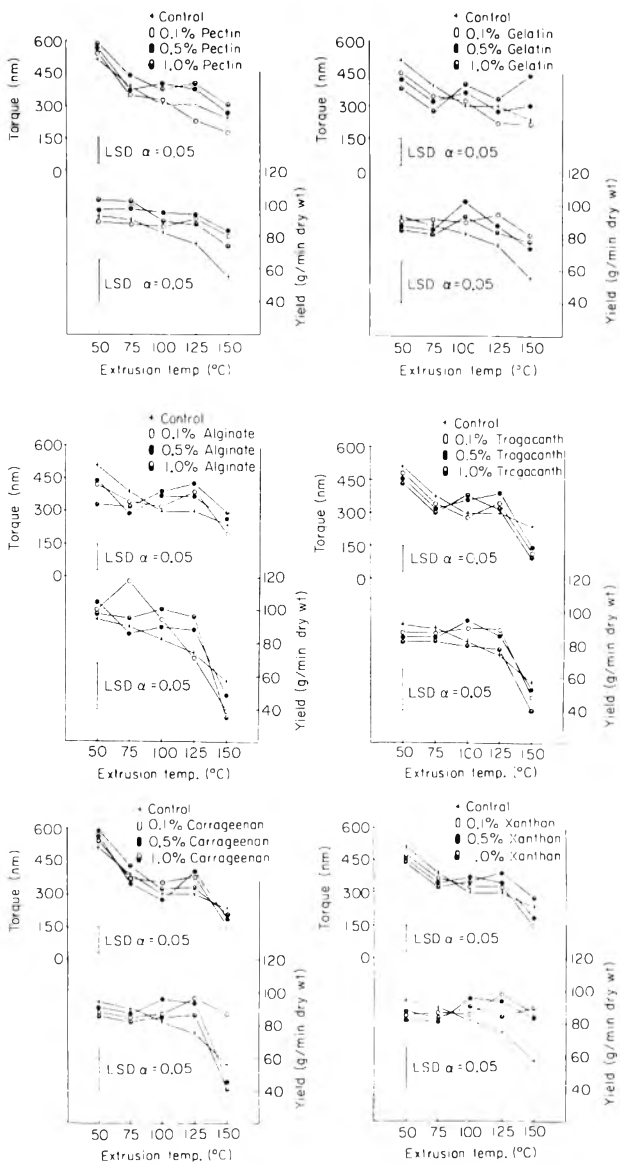 Control
0.1% Pectin
0.5% Pectin
1.0% Pectin
600
450
300
150
0
Torque (nm)
LSD α = 0.05
120
100
80
60
40
Yield (g/min dry wt)
LSD α = 0.05
50 75 100 125 150
Extrusion temp (°C)
Control
0.1% Gelatin
0.5% Gelatin
1.0% Gelatin
600
450
300
150
0
Torque (nm)
LSD α = 0.05
120
100
80
60
40
Yield (g/min dry wt)
LSD α = 0.05
50 75 100 125 150
Extrusion temp (°C)
Control
0.1% Alginate
0.5% Alginate
1.0% Alginate
600
450
300
150
0
Torque (nm)
LSD α = 0.05
120
100
80
60
40
Yield (g/min dry wt)
LSD α = 0.05
50 75 100 125 150
Extrusion temp. (°C)
Control
0.1% Trogacanth
0.5% Trogacanth
1.0% Trcgacanth
600
450
300
150
0
Torque (nm)
LSD α = 0.05
120
100
80
60
40
Yield (g/min dry wt)
LSD α = 0.05
50 75 100 125 150
Extrusion temp. (°C)
Control
0.1% Carrageenan
0.5% Carrageenan
1.0% Carrageenan
600
450
300
150
0
Torque (nm)
LSD α = 0.05
120
100
80
60
40
Yield (g/min dry wt)
LSD α = 0.05
50 75 100 125 150
Extrusion temp. (°C)
Control
0.1% Xanthan
0.5% Xanthan
.0% Xanthan
600
450
300
150
0
Torque (nm)
LSD α = 0.05
120
100
80
60
40
Yield (g/min dry wt)
LSD α = 0.05
50 75 100 125 150
Extrusion temp. (°C)